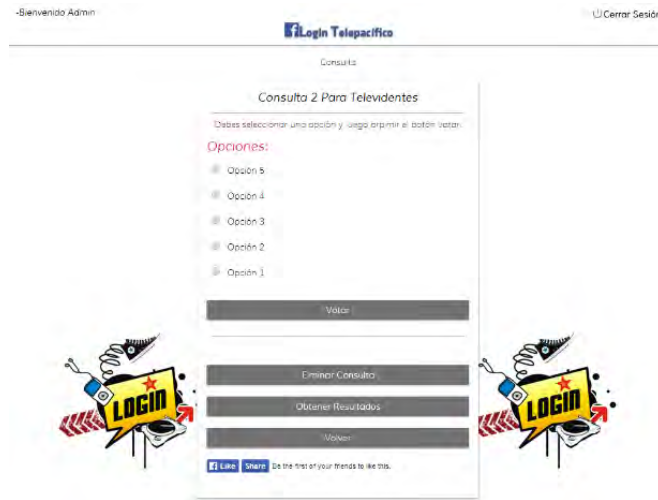 -Bienvenido Admin
Cerrar Sesión
Login Telepacífico
Consulta
Consulta 2 Para Televidentes
Debes seleccionar una opción y luego orpimir el botón votar.
Opciones:
Opción 5
Opción 4
Opción 3
Opción 2
Opción 1
Votar
Eminar Consulta
Obtener Resultados
Volver
LOGIN
LOGIN
Like Share Be the first of your friends to like this.